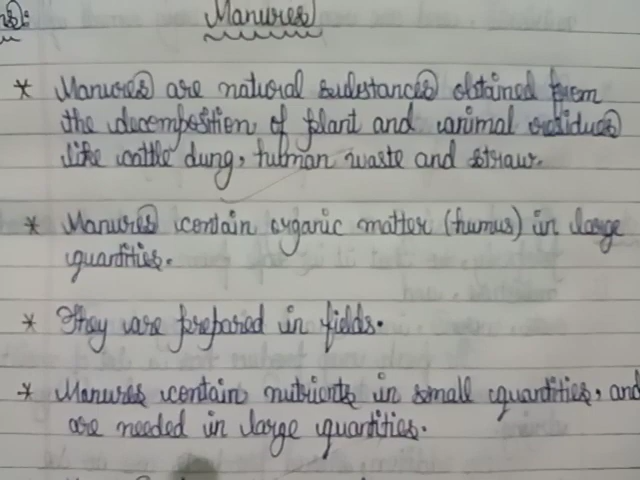 Manures
* Manures are natural substances obtained from
the decomposition of plant and animal residues
like cattle dung, human waste and straw.
* Manures contain organic matter (humus) in large
quantities.
* They are prepared in fields.
* Manures contain nutrients in small quantities, and
are needed in large quantities.